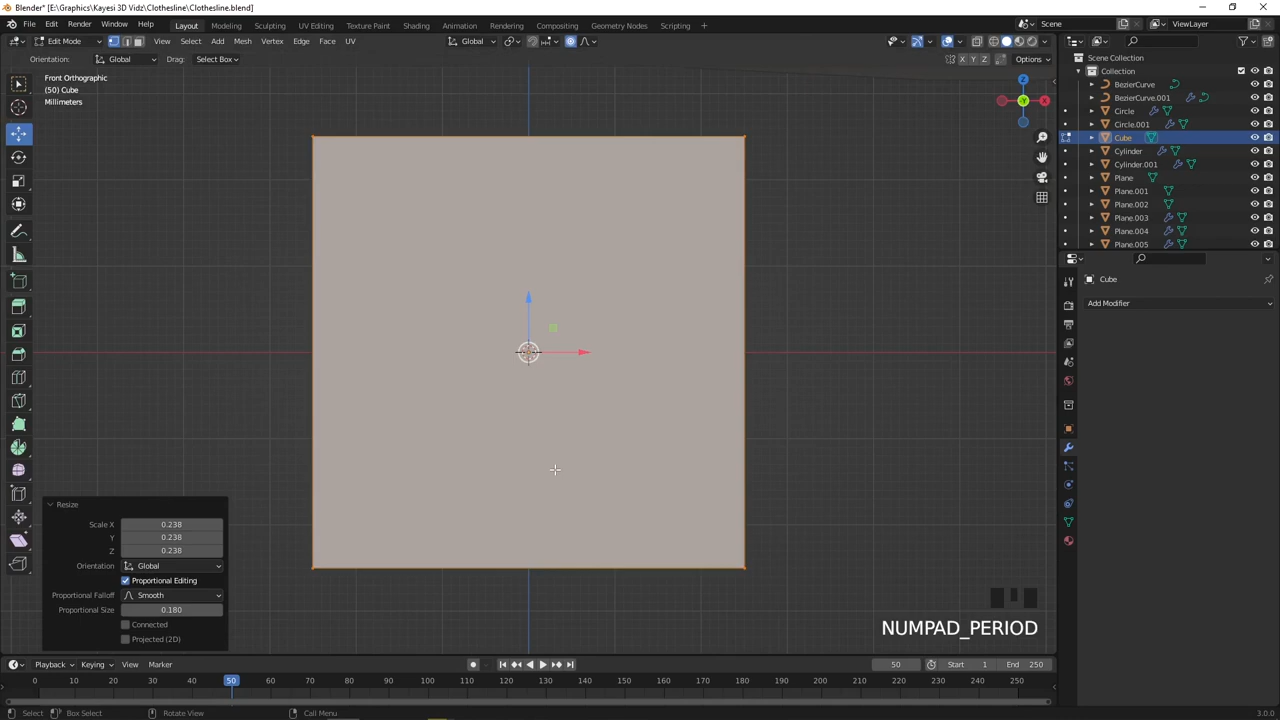 Blender* [E:\Graphics\Kayesi 3D Vidz\Clothesline\Clothesline.blend]
File Edit Render Window Help Layout Modeling Sculpting UV Editing Texture Paint Shading Animation Rendering Compositing Geometry Nodes Scripting Scene ViewLayer
Edit Mode View Select Add Mesh Vertex Edge Face UV Global
Orientation: Global Drag: Select Box X Y Z Options
Front Orthographic
(50) Cube
Millimeters
Z
Y
X
Scene Collection
Collection
BezierCurve
BezierCurve.001
Circle
Circle.001
Cube
Cylinder
Cylinder.001
Plane
Plane.001
Plane.002
Plane.003
Plane.004
Plane.005
Cube
Add Modifier
Resize
Scale X 0.238
Y 0.238
Z 0.238
Orientation Global
Proportional Editing
Proportional Falloff Smooth
Proportional Size 0.180
Connected
Projected (2D)
NUMPAD_PERIOD
Playback Keying View Marker 50 Start 1 End 250
0 10 20 30 40 50 60 70 80 90 100 110 120 130 140 150 160 170 180 190 200 210 220 230 240 250
Select Box Select Rotate View Call Menu 3.0.0